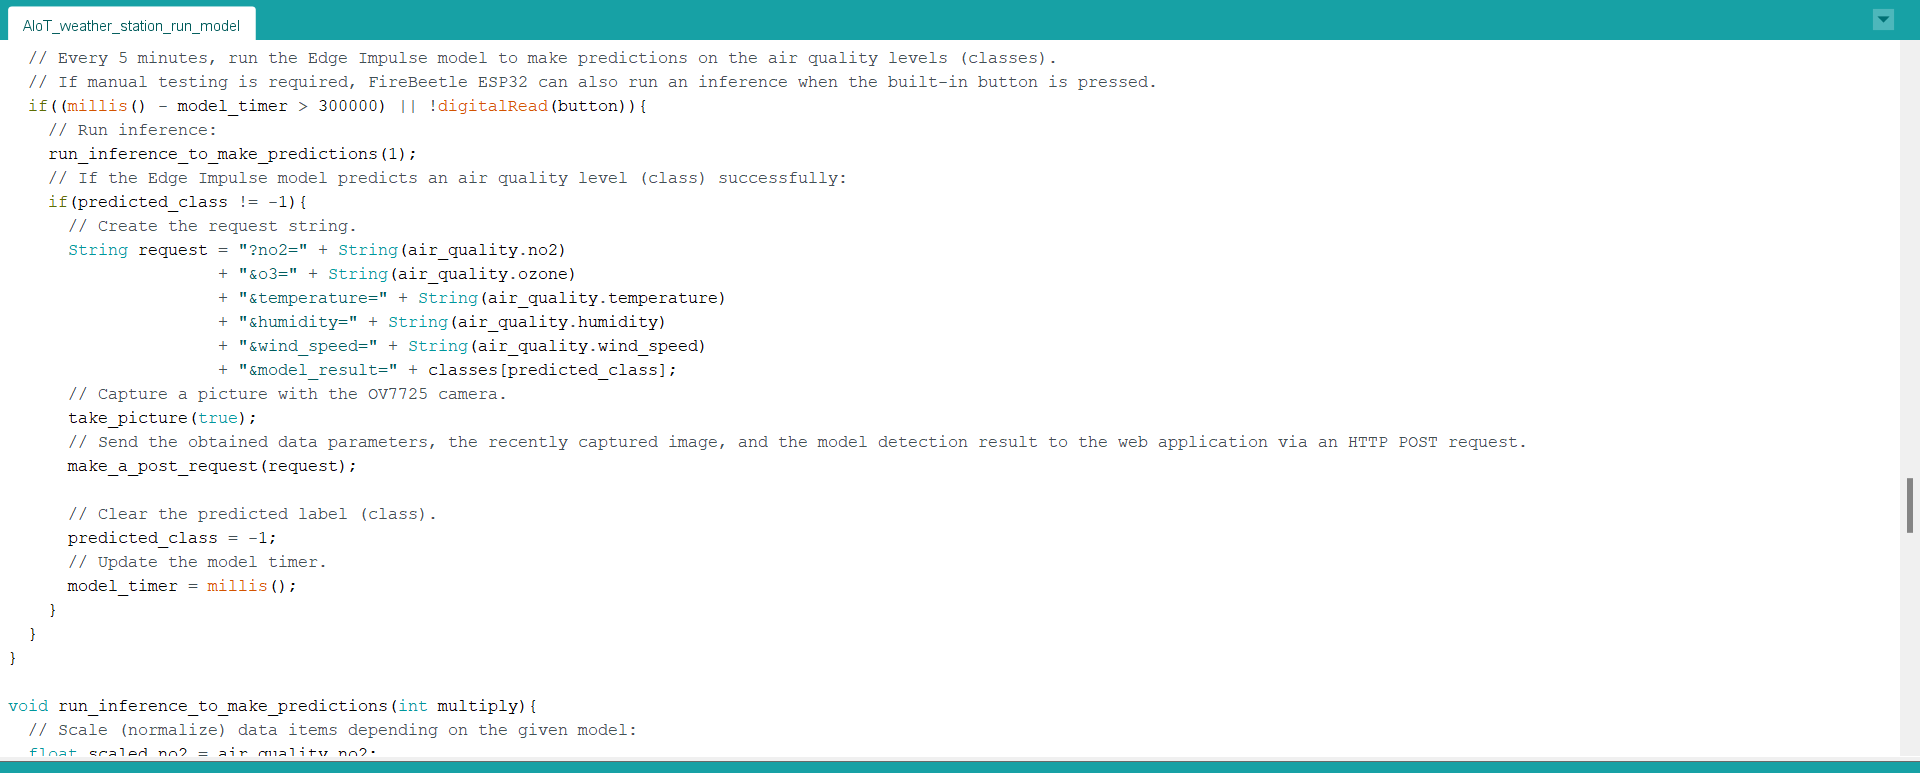 AIoT_weather_station_run_model
// Every 5 minutes, run the Edge Impulse model to make predictions on the air quality levels (classes).
// If manual testing is required, FireBeetle ESP32 can also run an inference when the built-in button is pressed.
if((millis() - model_timer > 300000) || !digitalRead(button)){
// Run inference:
run_inference_to_make_predictions(1);
// If the Edge Impulse model predicts an air quality level (class) successfully:
if(predicted_class != -1){
// Create the request string.
String request = "?no2=" + String(air_quality.no2)
+ "&o3=" + String(air_quality.ozone)
+ "&temperature=" + String(air_quality.temperature)
+ "&humidity=" + String(air_quality.humidity)
+ "&wind_speed=" + String(air_quality.wind_speed)
+ "&model_result=" + classes[predicted_class];
// Capture a picture with the OV7725 camera.
take_picture(true);
// Send the obtained data parameters, the recently captured image, and the model detection result to the web application via an HTTP POST request.
make_a_post_request(request);
// Clear the predicted label (class).
predicted_class = -1;
// Update the model timer.
model_timer = millis();
}
}
}
void run_inference_to_make_predictions(int multiply){
// Scale (normalize) data items depending on the given model:
float scaled_no2 = air_quality.no2;